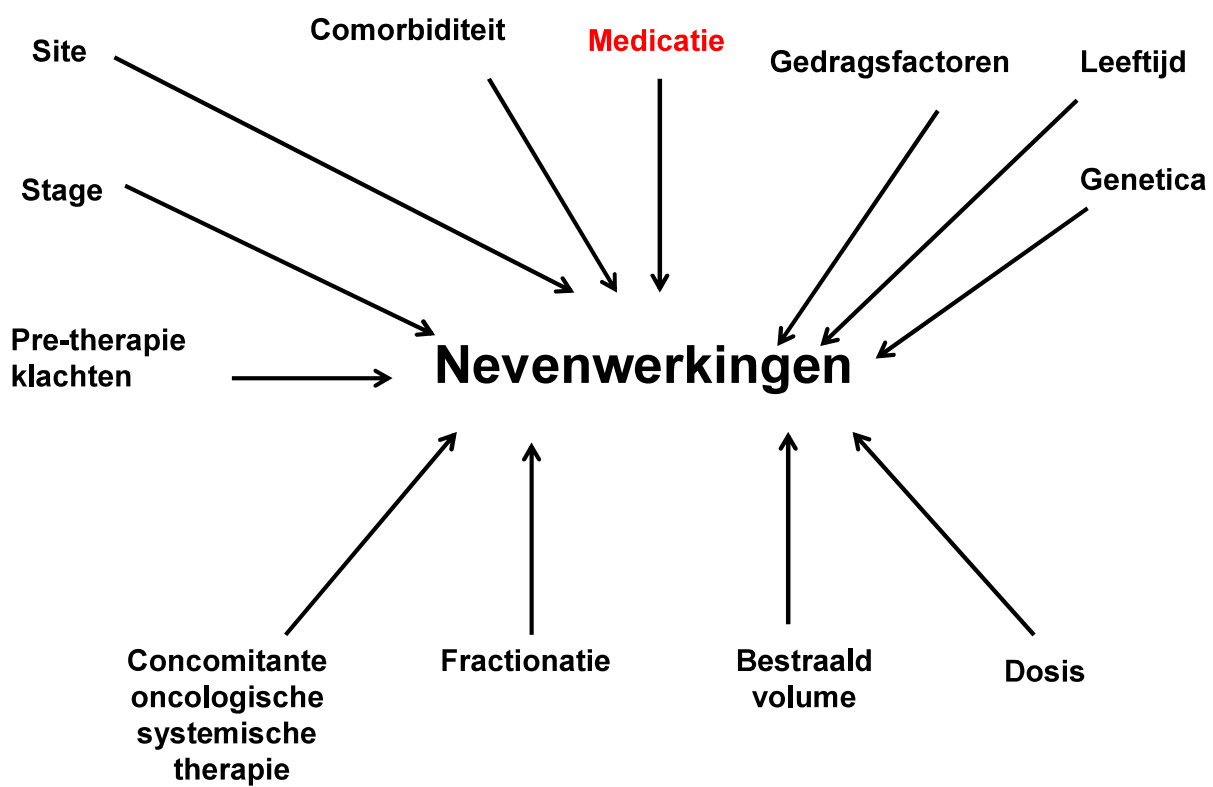 Comorbiditeit
Medicatie
Site
Gedragsfactoren
Leeftijd
Stage
Genetica
Pre-therapie
klachten
Nevenwerkingen
Concomitante
oncologische
systemische
therapie
Fractionatie
Bestraald
volume
Dosis